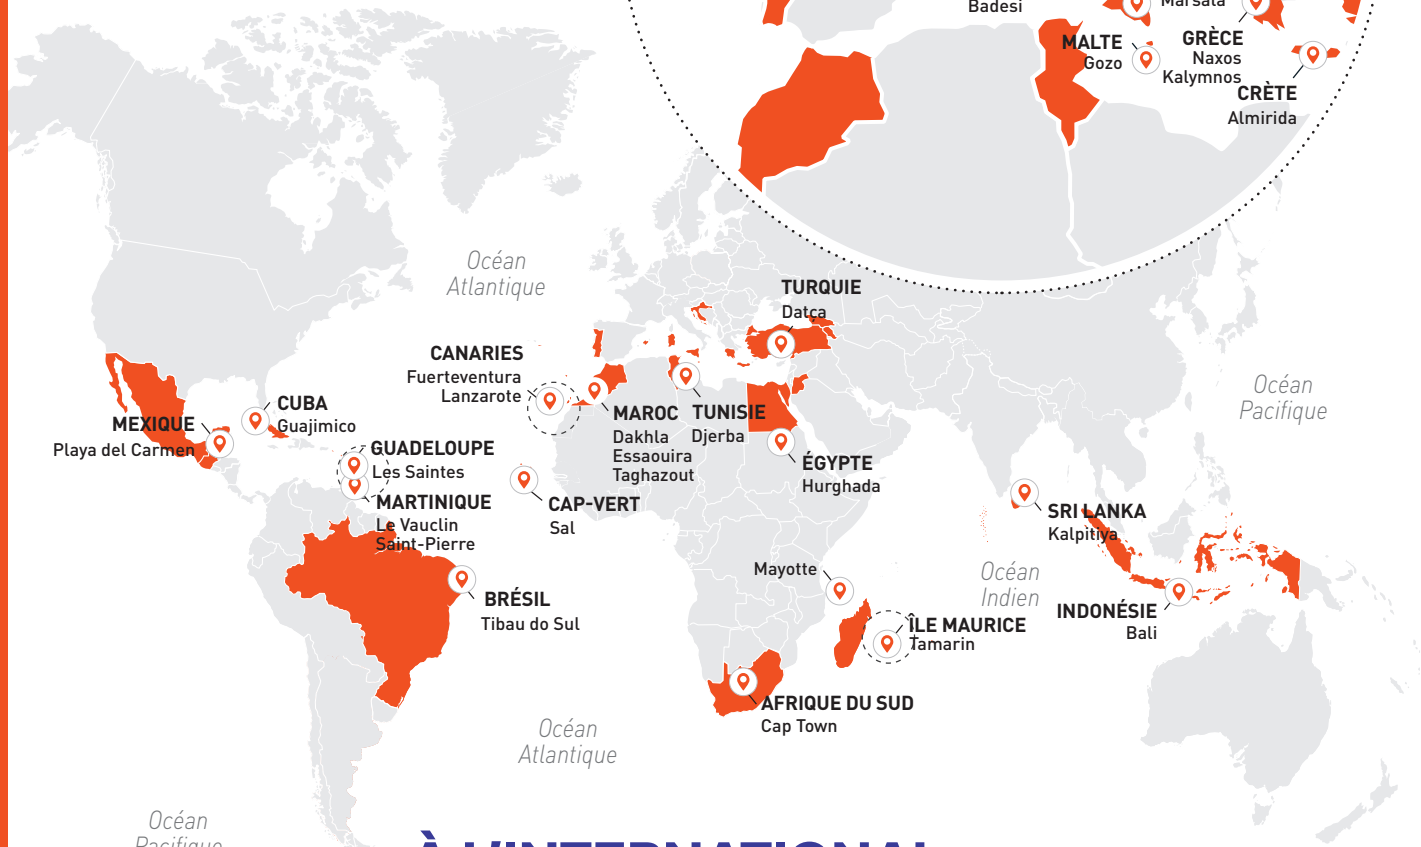 Badesi
Marsala
MALTE
Gozo
GRÈCE
Naxos
Kalymnos
CRÈTE
Almirida
Océan
Atlantique
TURQUIE
Datça
CANARIES
Fuerteventura
Lanzarote
CUBA
Guajimico
MEXIQUE
Playa del Carmen
GUADELOUPE
Les Saintes
MARTINIQUE
Le Vauclin
Saint-Pierre
MAROC
Dakhla
Essaouira
Taghazout
TUNISIE
Djerba
ÉGYPTE
Hurghada
CAP-VERT
Sal
Océan
Pacifique
SRI LANKA
Kalpitiya
BRÉSIL
Tibau do Sul
Mayotte
Océan
Indien
ÎLE MAURICE
Tamarin
INDONÉSIE
Bali
AFRIQUE DU SUD
Cap Town
Océan
Atlantique
Océan
Pacifique
À L'INTERNATIONAL